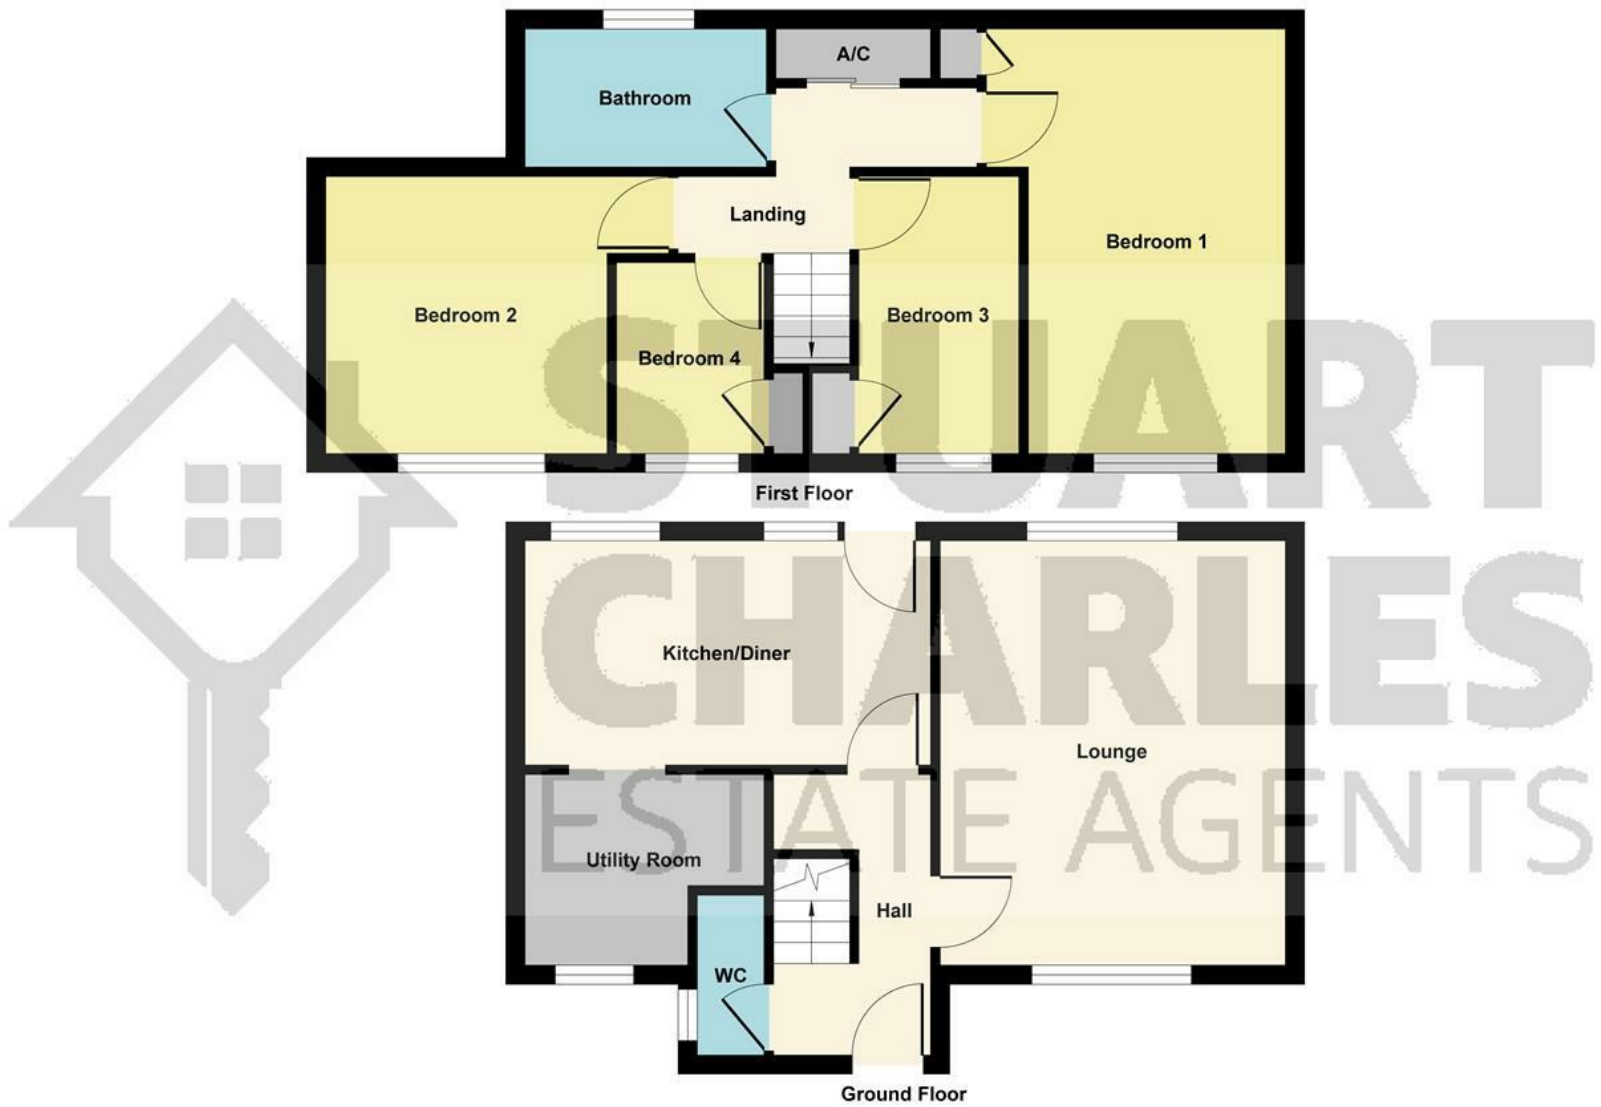 A/C
Bathroom
Landing
Bedroom 1
Bedroom 2
Bedroom 3
Bedroom 4
First Floor
STUART
CHARLES
ESTATE AGENTS
Kitchen/Diner
Lounge
Utility Room
Hall
WC
Ground Floor